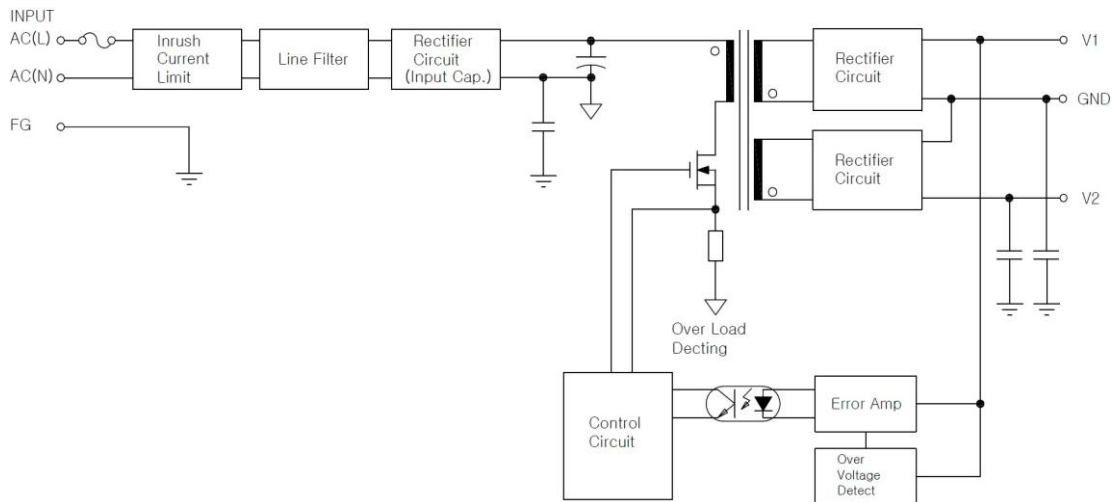 INPUT
AC(L)
AC(N)
FG
Inrush
Current
Limit
Line Filter
Rectifier
Circuit
(Input Cap.)
Rectifier
Circuit
Rectifier
Circuit
V1
GND
V2
Over Load
Decting
Control
Circuit
Error Amp
Over
Voltage
Detect